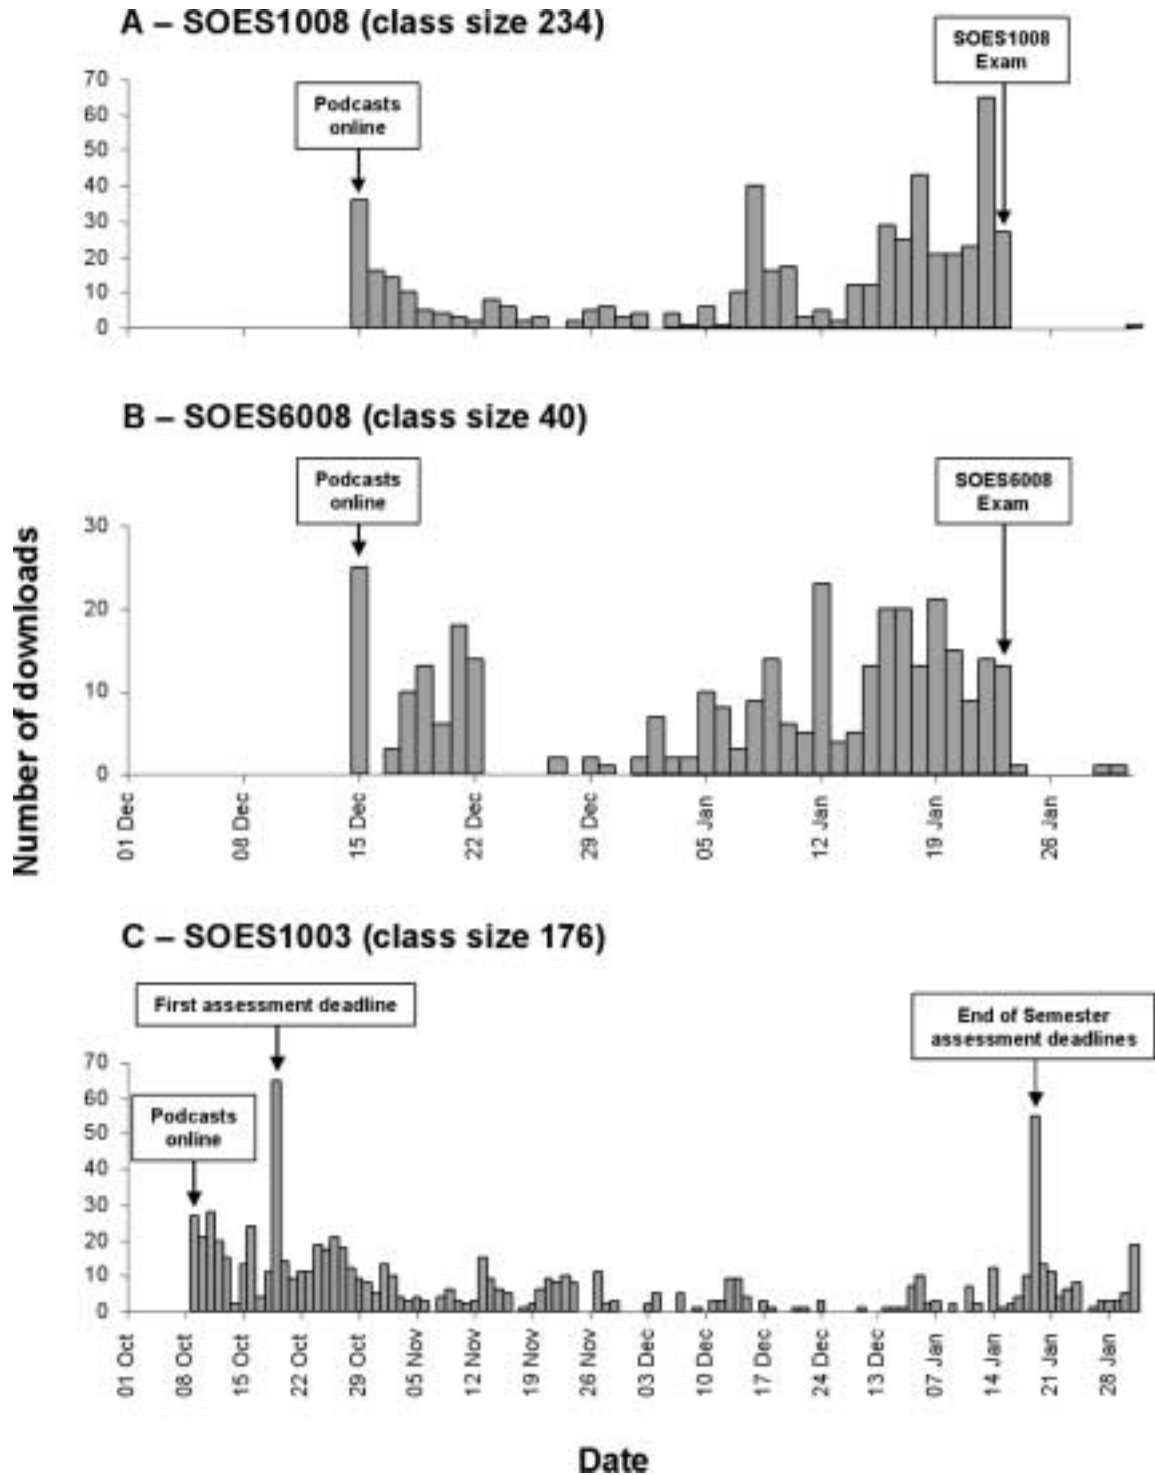 A – SOES1008 (class size 234)
SOES1008
Exam
Podcasts
online
70
60
50
40
30
20
10
0
B – SOES6008 (class size 40)
Podcasts
online
SOES6008
Exam
30
20
10
0
01 Dec
08 Dec
15 Dec
22 Dec
29 Dec
05 Jan
12 Jan
19 Jan
26 Jan
Number of downloads
C – SOES1003 (class size 176)
First assessment deadline
End of Semester
assessment deadlines
Podcasts
online
70
60
50
40
30
20
10
0
01 Oct
08 Oct
15 Oct
22 Oct
29 Oct
05 Nov
12 Nov
19 Nov
26 Nov
03 Dec
10 Dec
17 Dec
24 Dec
13 Dec
07 Jan
14 Jan
21 Jan
28 Jan
Date